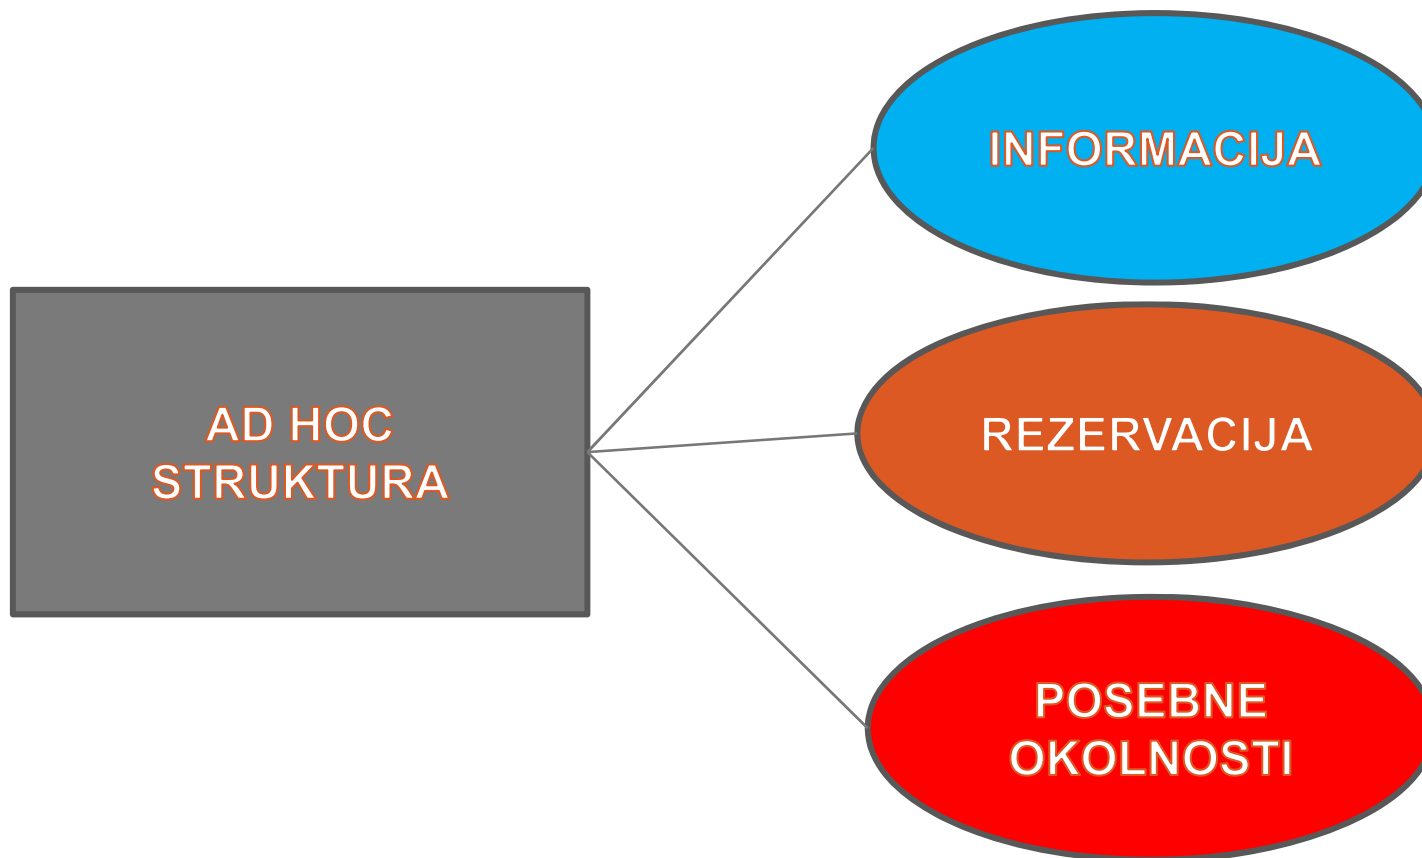 AD HOC
STRUKTURA
INFORMACIJA
REZERVACIJA
POSEBNE
OKOLNOSTI